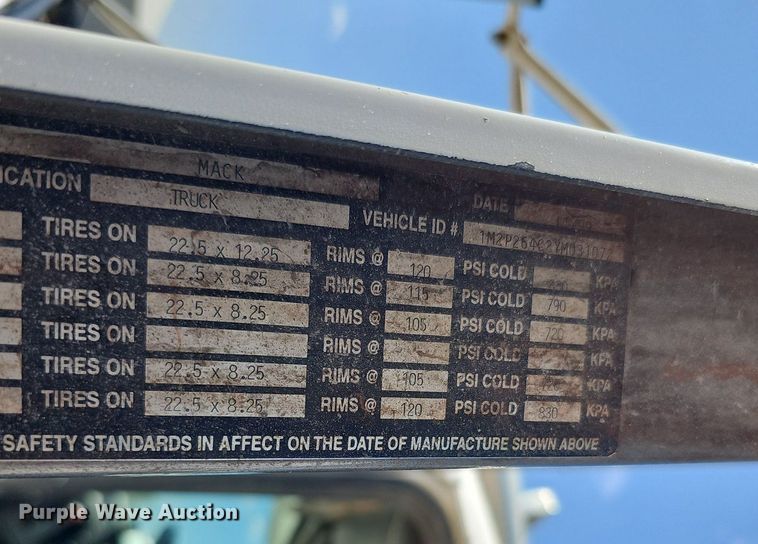 MACK
ICATION TRUCK DATE
VEHICLE ID #
TIRES ON 22.5 x 12.25 RIMS @ 120 PSI COLD KPA
TIRES ON 22.5 x 8.25 RIMS @ 115 PSI COLD 790 KPA
TIRES ON 22.5 x 8.25 RIMS @ 105 PSI COLD 720 KPA
TIRES ON RIMS @ PSI COLD KPA
TIRES ON 22.5 x 8.25 RIMS @ 105 PSI COLD KPA
TIRES ON 22.5 x 8.25 RIMS @ 120 PSI COLD 830 KPA
SAFETY STANDARDS IN AFFECT ON THE DATE OF MANUFACTURE SHOWN ABOVE
Purple Wave Auction